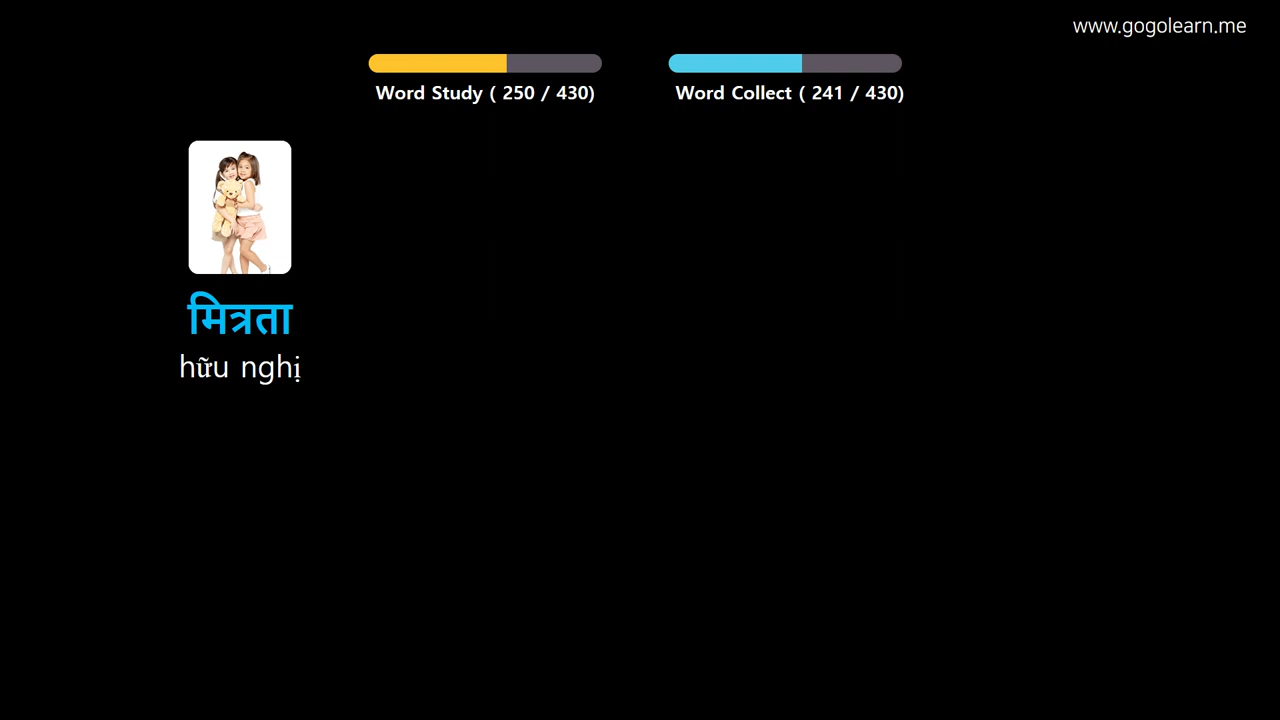 www.gogolearn.me
Word Study ( 250 / 430)
Word Collect ( 241 / 430)
मित्रता
hữu nghị